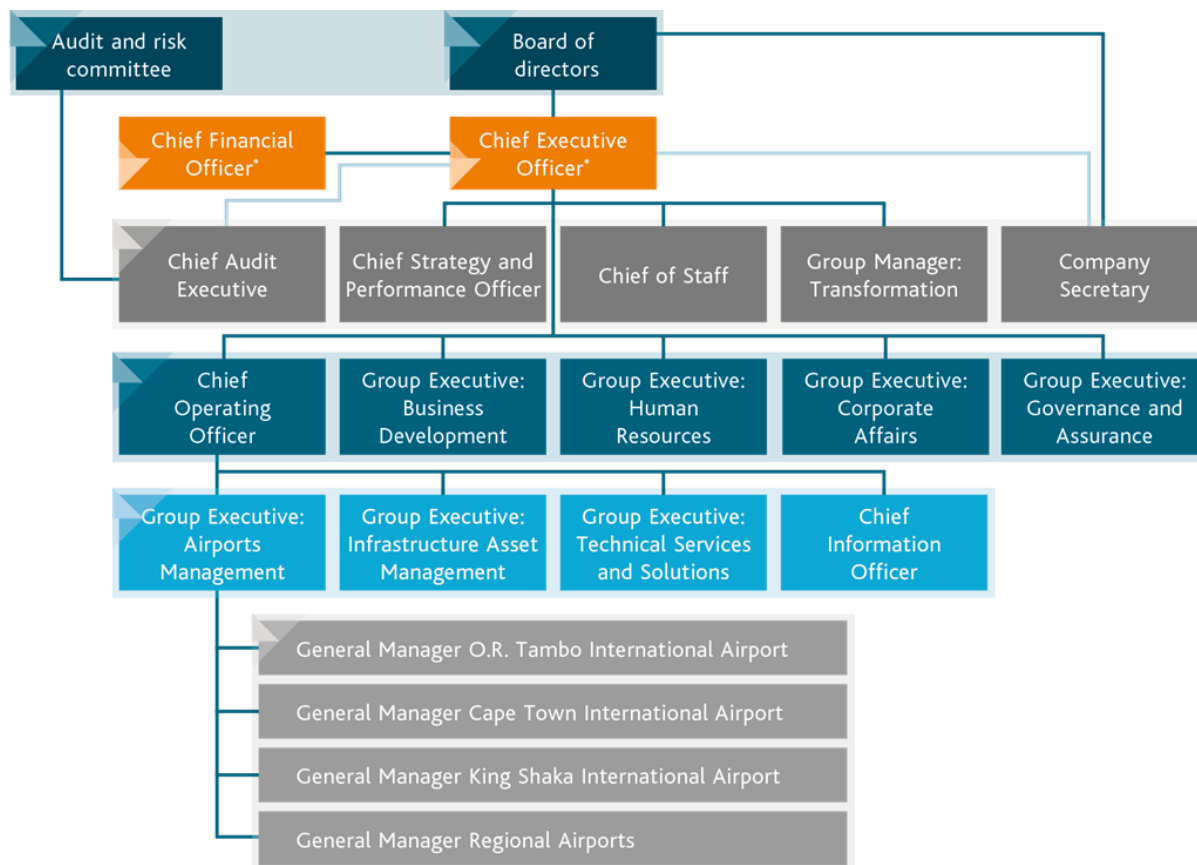 Audit and risk
committee
Board of
directors
Chief Financial
Officer*
Chief Executive
Officer*
Chief Audit
Executive
Chief Strategy and
Performance Officer
Chief of Staff
Group Manager:
Transformation
Company
Secretary
Chief
Operating
Officer
Group Executive:
Business
Development
Group Executive:
Human
Resources
Group Executive:
Corporate
Affairs
Group Executive:
Governance and
Assurance
Group Executive:
Airports
Management
Group Executive:
Infrastructure Asset
Management
Group Executive:
Technical Services
and Solutions
Chief
Information
Officer
General Manager O.R. Tambo International Airport
General Manager Cape Town International Airport
General Manager King Shaka International Airport
General Manager Regional Airports